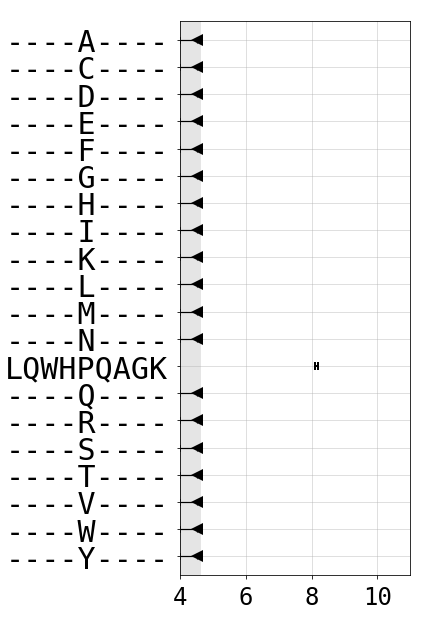 ----A----
----C----
----D----
----E----
----F----
----G----
----H----
----I----
----K----
----L----
----M----
----N----
LQWHPQAGK
----Q----
----R----
----S----
----T----
----V----
----W----
----Y----
4 6 8 10